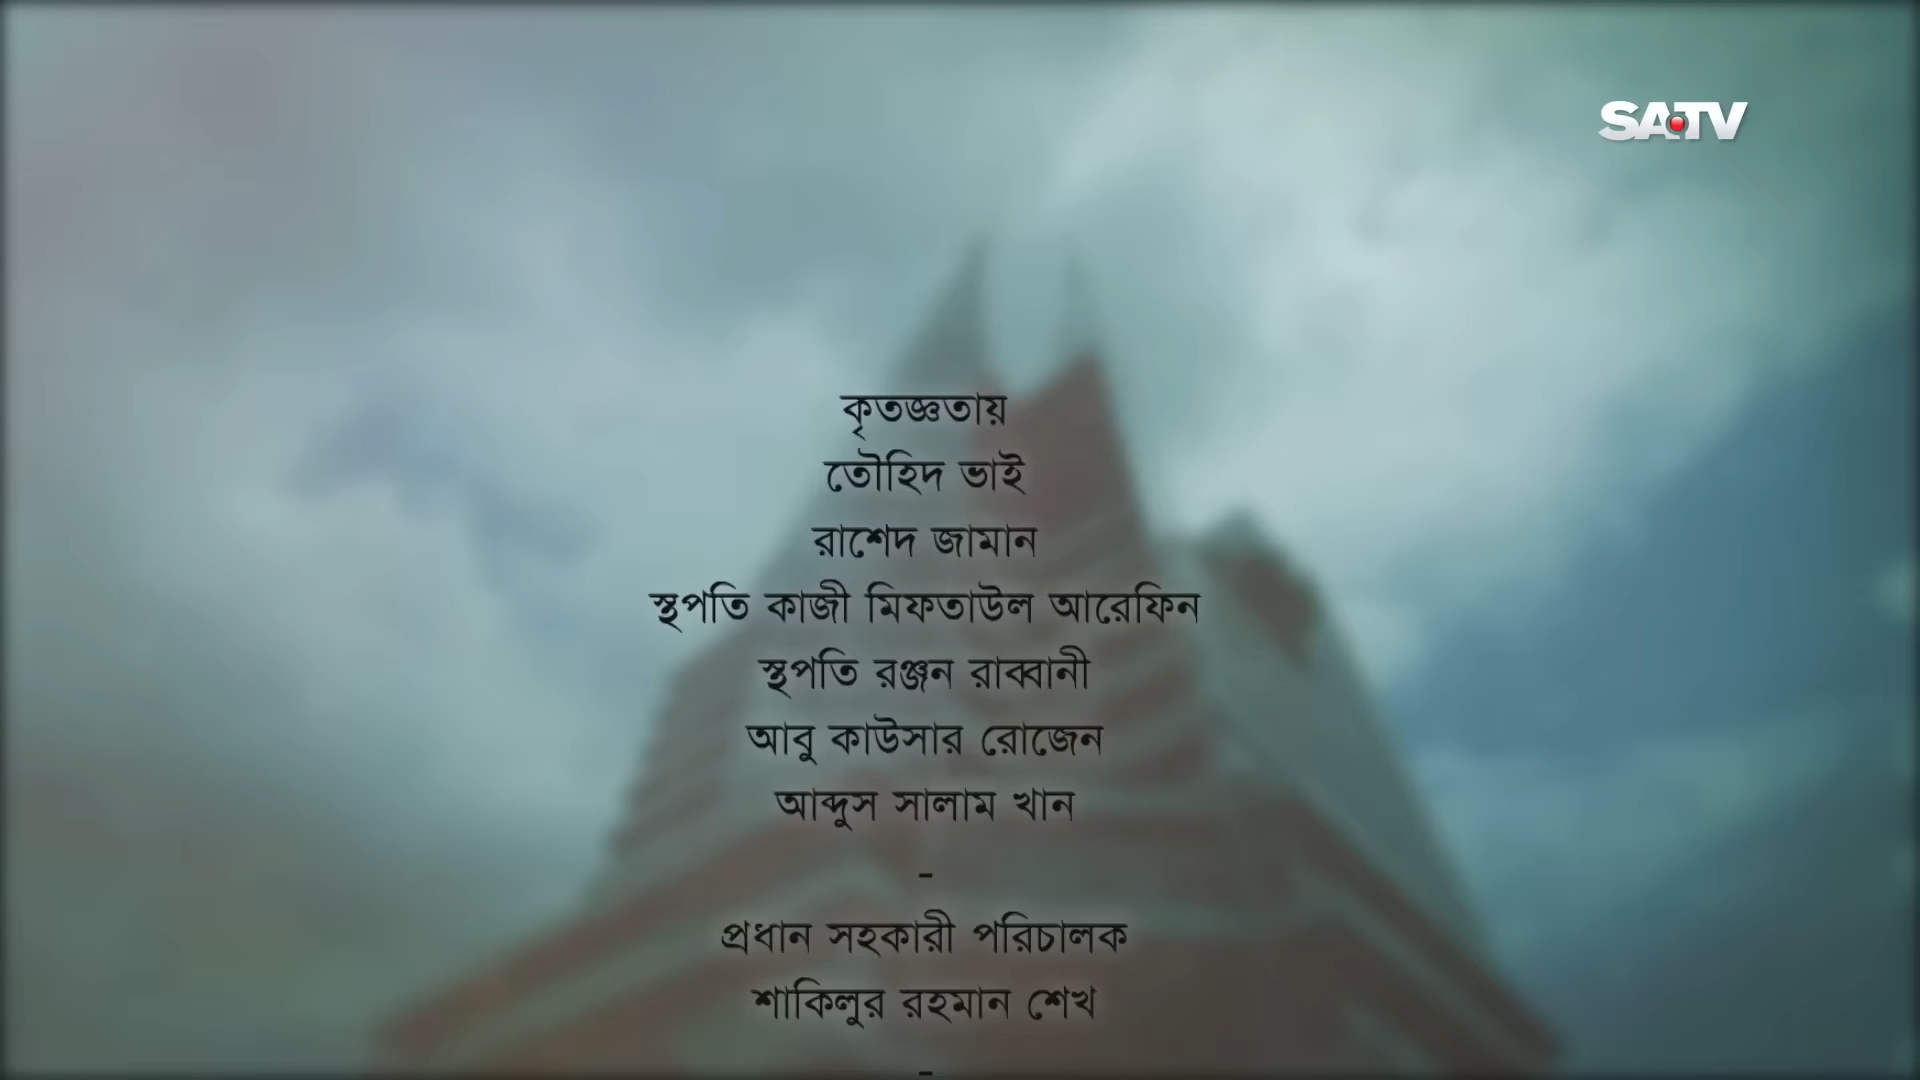 SATV
কৃতজ্ঞতায়
তৌহিদ ভাই
রাশেদ জামান
স্থপতি কাজী মিফতাউল আরেফিন
স্থপতি রঞ্জন রাব্বানী
আবু কাউসার রোজেন
আব্দুস সালাম খান
-
প্রধান সহকারী পরিচালক
শাকিলুর রহমান শেখ
-